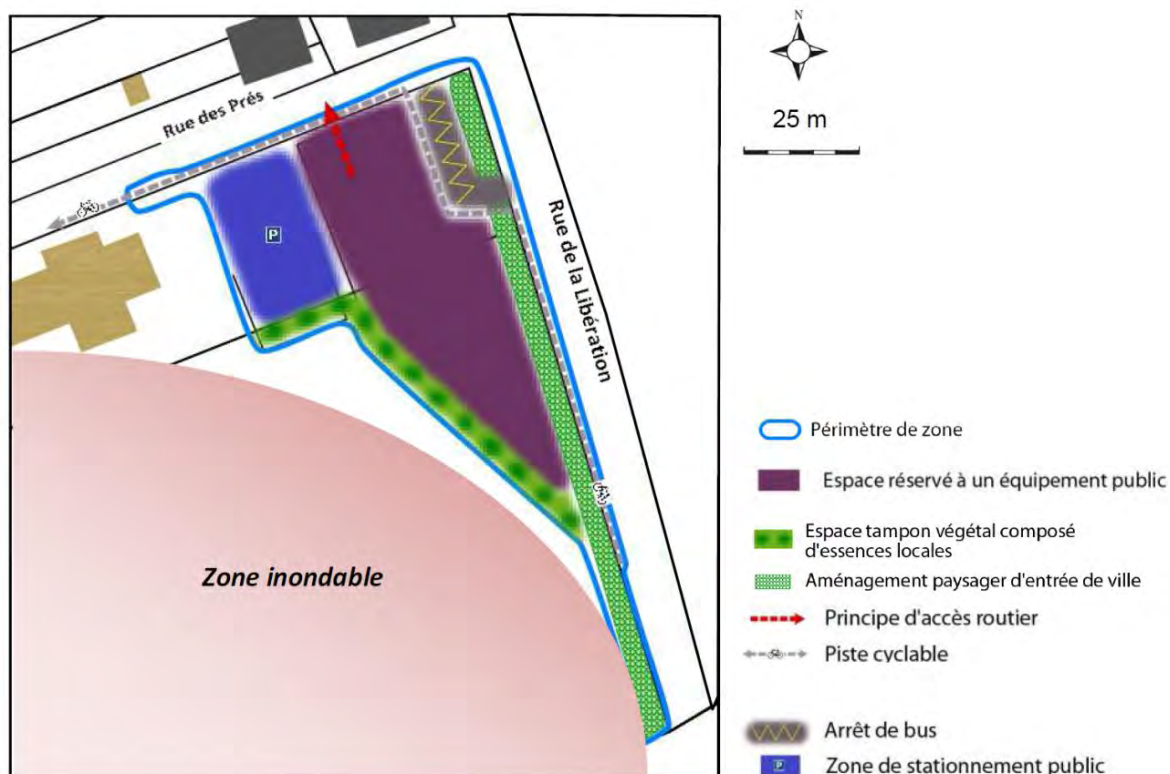 N
25 m
Rue des Prés
P
Rue de la Libération
Zone inondable
Périmètre de zone
Espace réservé à un équipement public
Espace tampon végétal composé
d'essences locales
Aménagement paysager d'entrée de ville
Principe d'accès routier
Piste cyclable
Arrêt de bus
P
Zone de stationnement public